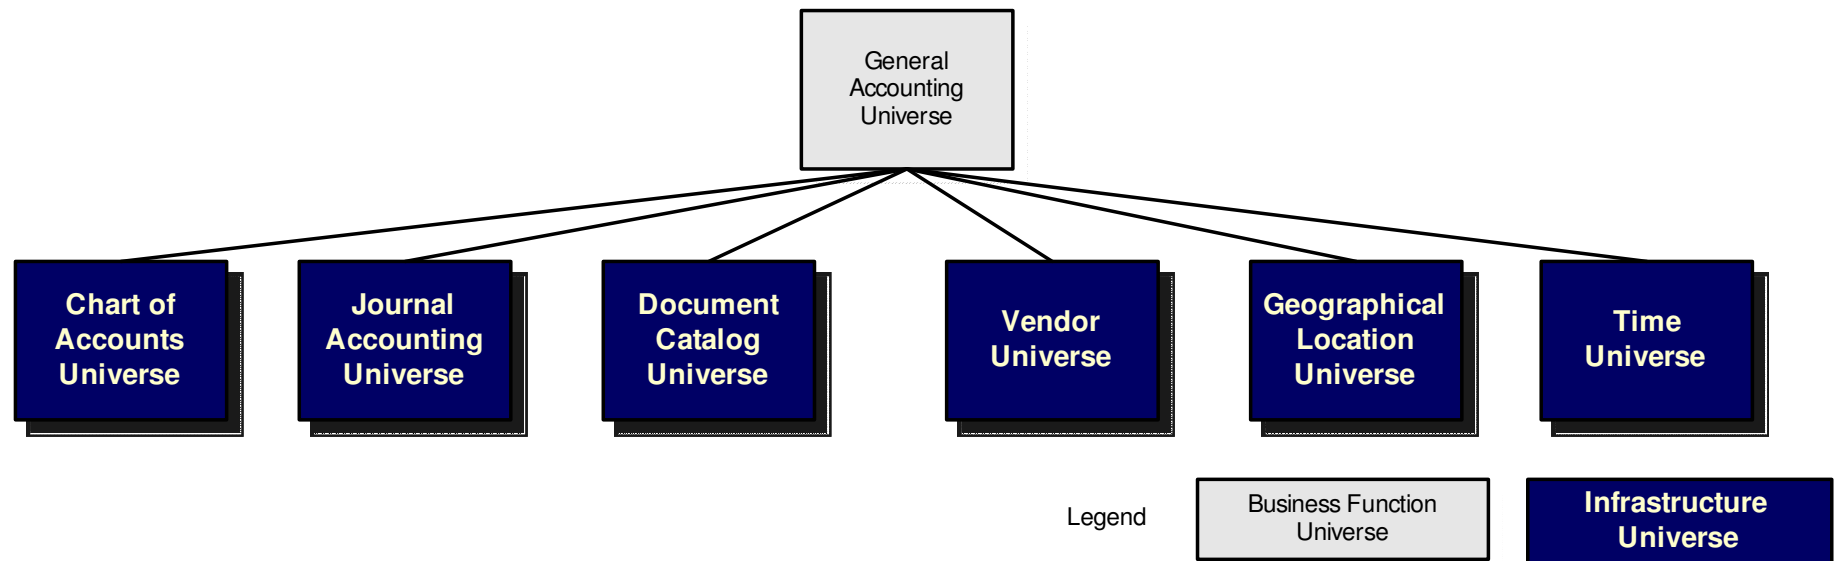 General
Accounting
Universe
Chart of
Accounts
Universe
Journal
Accounting
Universe
Document
Catalog
Universe
Vendor
Universe
Geographical
Location
Universe
Time
Universe
Legend
Business Function
Universe
Infrastructure
Universe